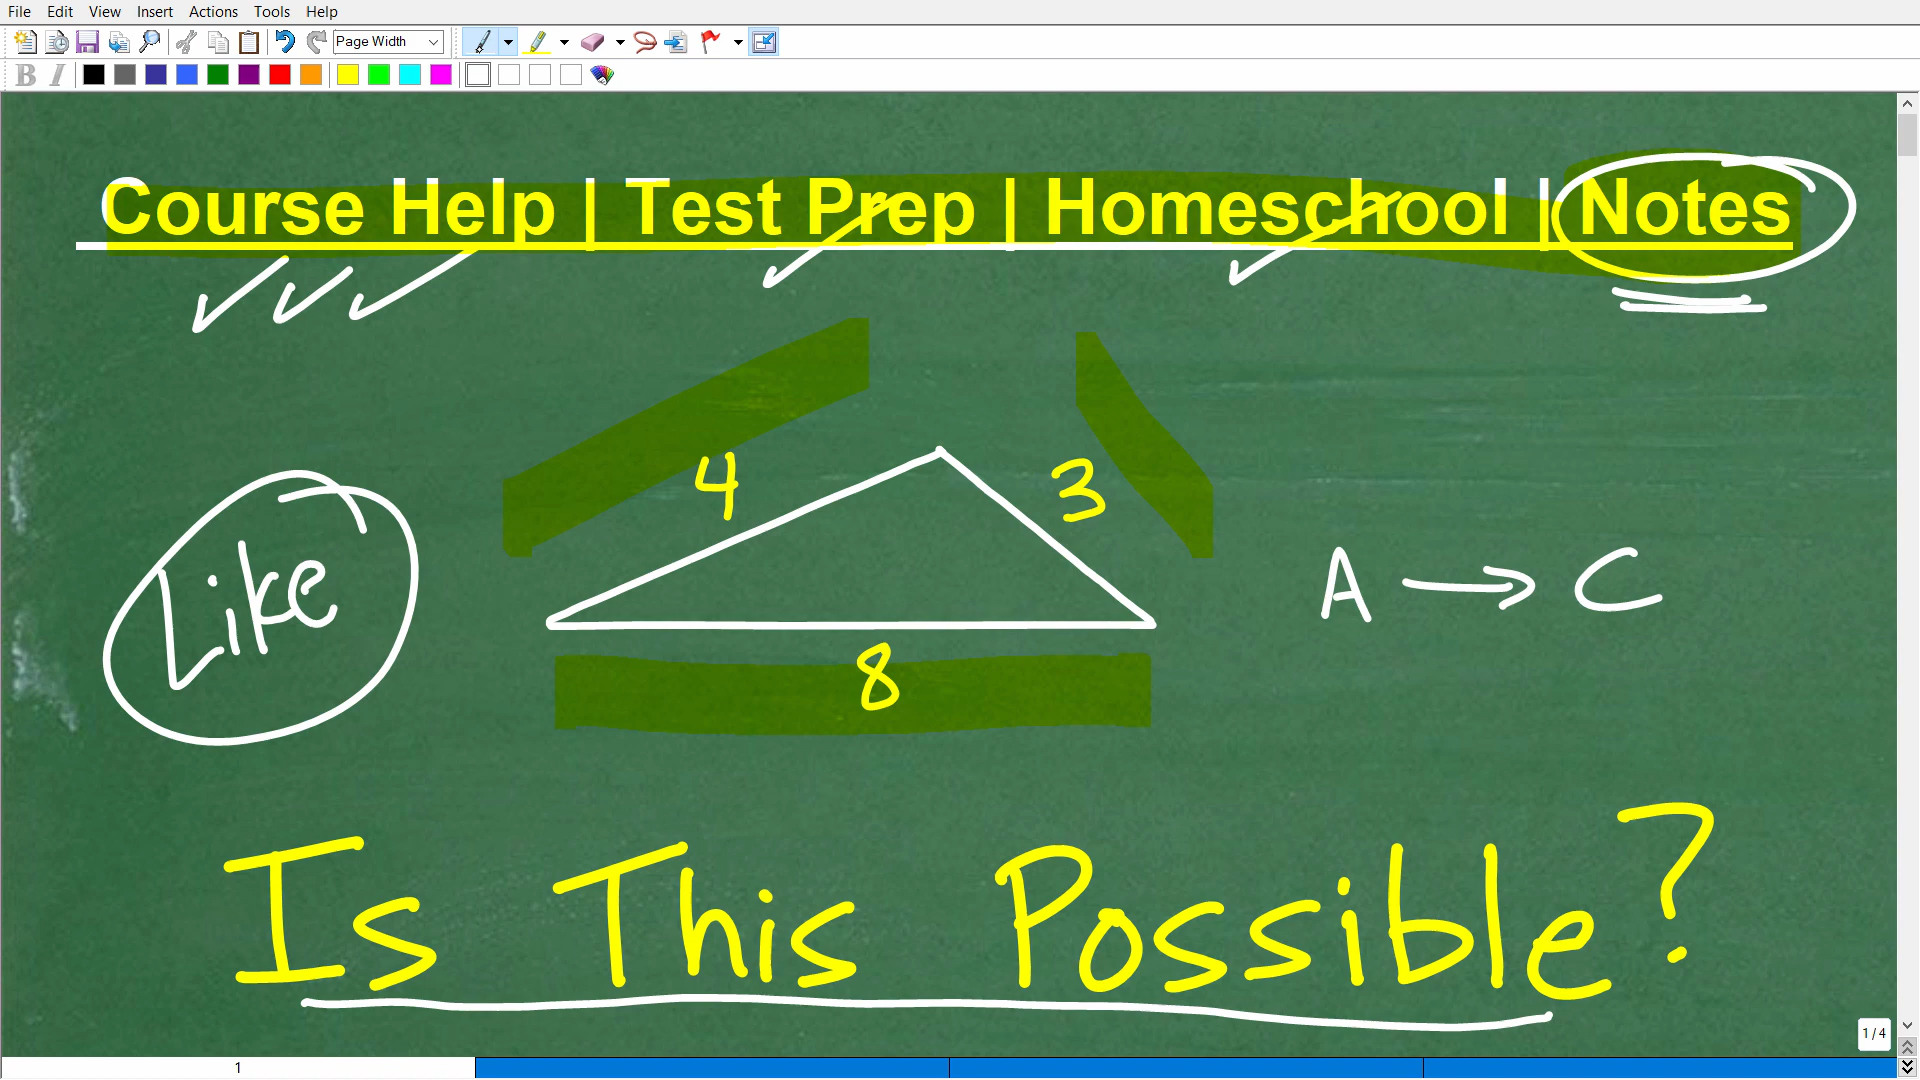 File Edit View Insert Actions Tools Help
Page Width
B I
Course Help | Test Prep | Homeschool | Notes
4 3
Like
A → C
8
Is This Possible?
1 / 4
1